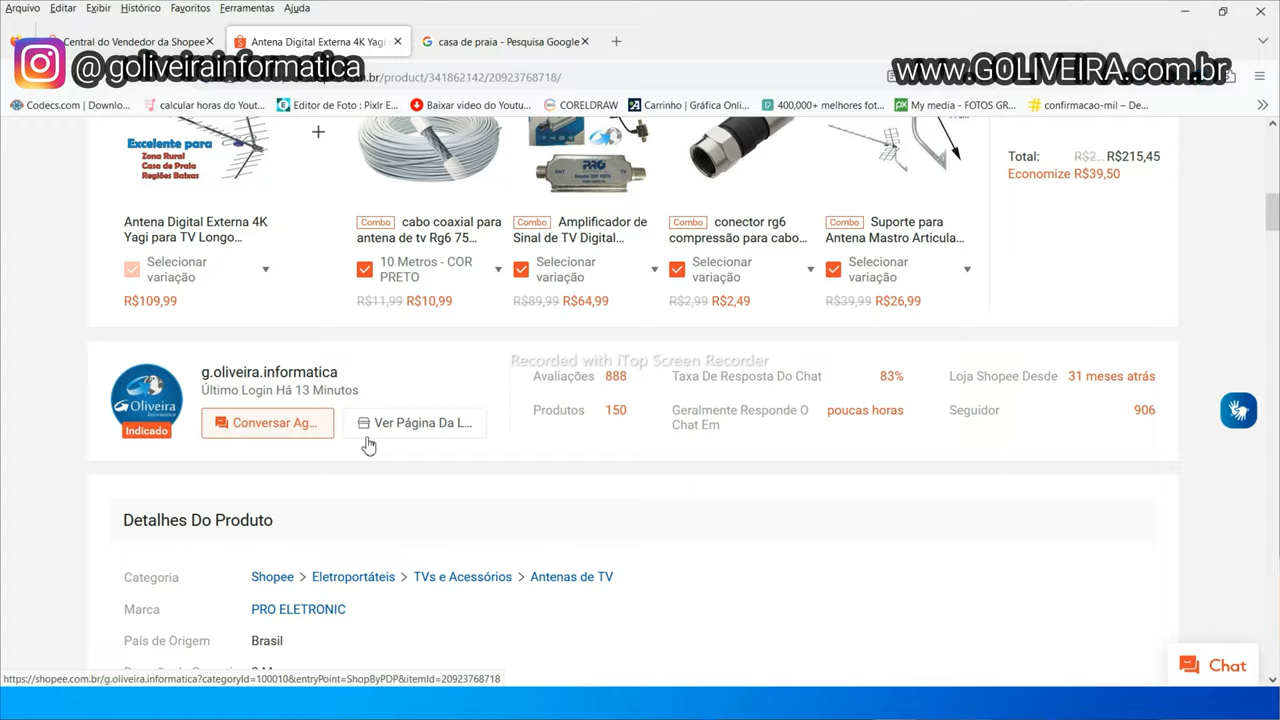 Arquivo Editar Exibir Histórico Favoritos Ferramentas Ajuda
Central do Vendedor da Shopee
Antena Digital Externa 4K Yagi
casa de praia - Pesquisa Google
@goliveirainformatica
br/product/341862142/20923768718/
www.GOLIVEIRA.com.br
Codecs.com | Downlo...
calcular horas do Yout...
Editor de Foto : Pixlr E...
Baixar video do Youtu...
CORELDRAW
Carrinho | Gráfica Onli...
400,000+ melhores fot...
My media - FOTOS GR...
confirmacao-mil – De...
Excelente para
Zona Rural
Casa de Praia
Regiões Baixas
+
ANT PRO TV
Total: R$2... R$215,45
Economize R$39,50
Antena Digital Externa 4K
Yagi para TV Longo...
Combo cabo coaxial para
antena de tv Rg6 75...
Combo Amplificador de
Sinal de TV Digital...
Combo conector rg6
compressão para cabo...
Combo Suporte para
Antena Mastro Articula...
Selecionar
variação
10 Metros - COR
PRETO
Selecionar
variação
Selecionar
variação
Selecionar
variação
R$109,99
R$11,99 R$10,99
R$89,99 R$64,99
R$2,99 R$2,49
R$39,99 R$26,99
Recorded with iTop Screen Recorder
Oliveira
Informática
Indicado
g.oliveira.informatica
Último Login Há 13 Minutos
Conversar Ag...
Ver Página Da L...
Avaliações 888
Taxa De Resposta Do Chat 83%
Loja Shopee Desde 31 meses atrás
Produtos 150
Geralmente Responde O
Chat Em
poucas horas
Seguidor 906
Detalhes Do Produto
Categoria
Shopee > Eletroportáteis > TVs e Acessórios > Antenas de TV
Marca
PRO ELETRONIC
País de Origem
Brasil
Chat
https://shopee.com.br/g.oliveira.informatica?categoryId=100010&entryPoint=ShopByPDP&itemId=20923768718